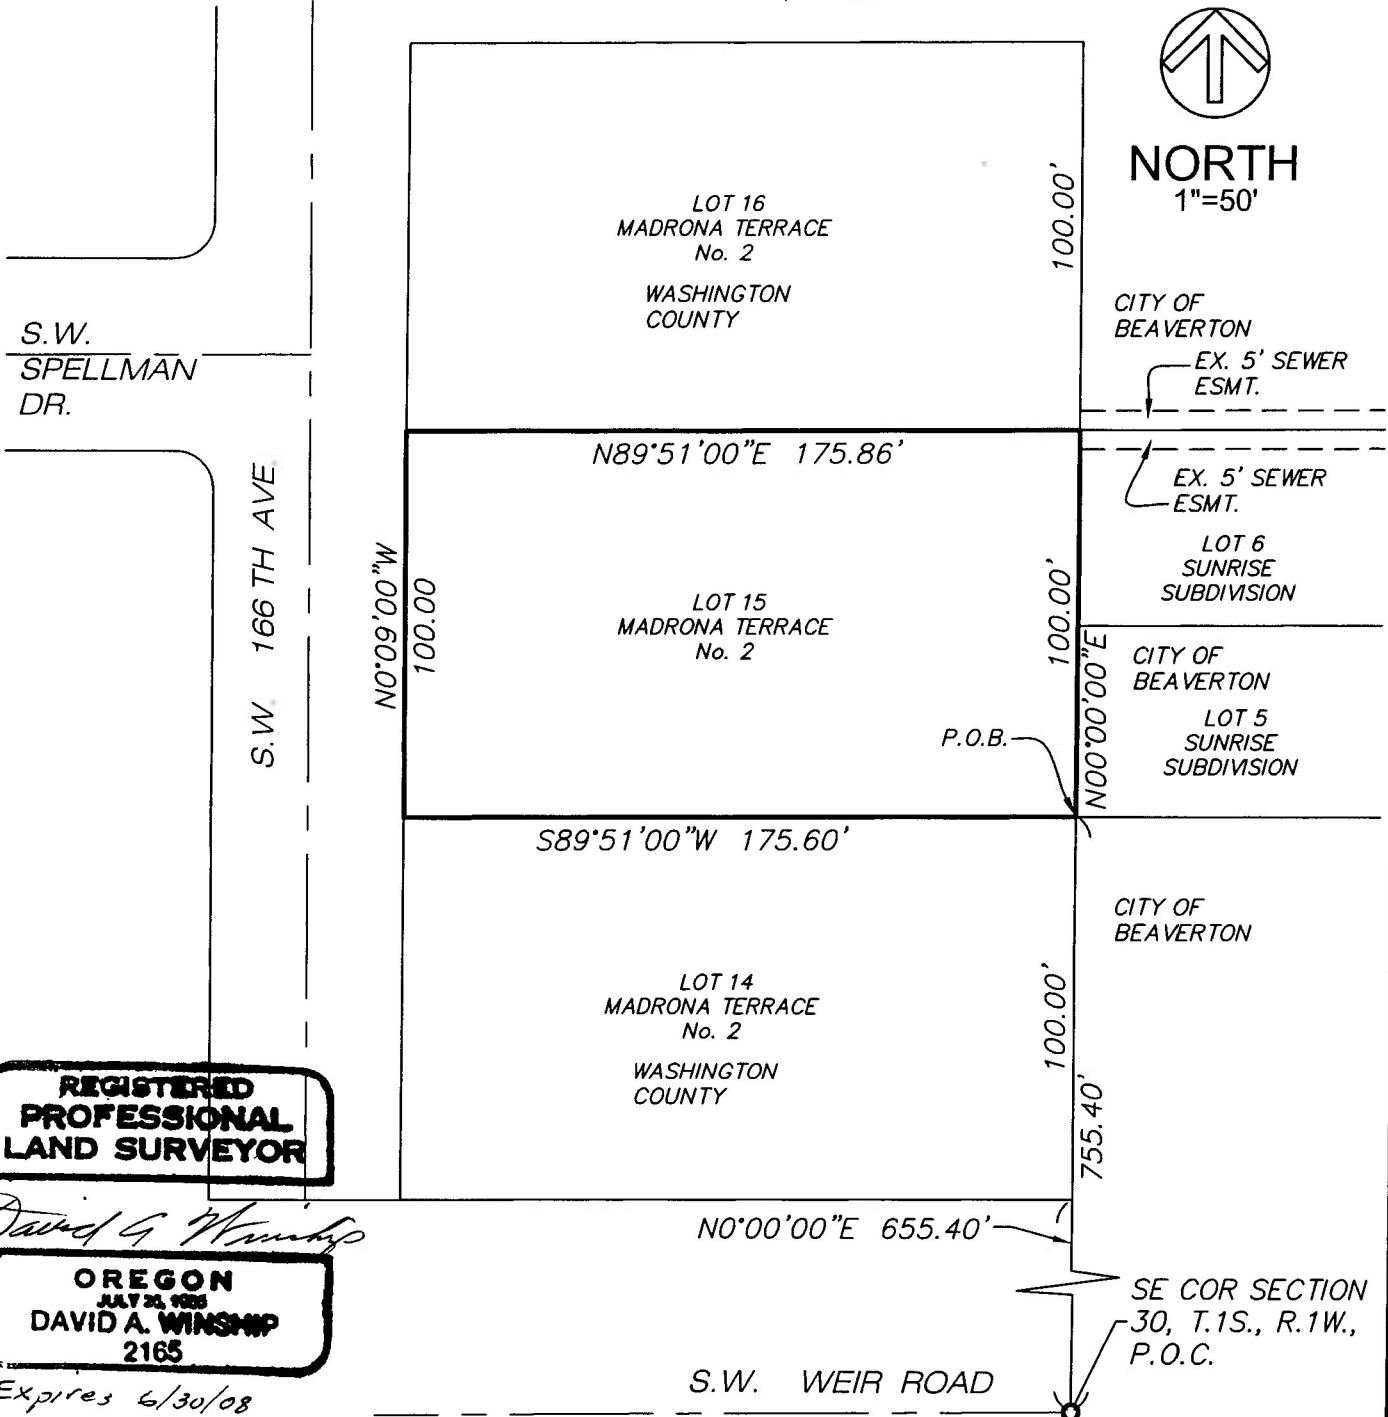 NORTH
1"=50'
LOT 16
MADRONA TERRACE
No. 2
WASHINGTON
COUNTY
100.00'
CITY OF
BEAVERTON
EX. 5' SEWER
ESMT.
S.W.
SPELLMAN
DR.
N89°51'00"E 175.86'
EX. 5' SEWER
ESMT.
LOT 6
SUNRISE
SUBDIVISION
S.W. 166TH AVE.
N0°09'00"W
100.00
LOT 15
MADRONA TERRACE
No. 2
100.00'
N00°00'00"E
CITY OF
BEAVERTON
LOT 5
SUNRISE
SUBDIVISION
P.O.B.
S89°51'00"W 175.60'
CITY OF
BEAVERTON
LOT 14
MADRONA TERRACE
No. 2
WASHINGTON
COUNTY
100.00'
755.40'
REGISTERED
PROFESSIONAL
LAND SURVEYOR
David A Winship
OREGON
DAVID A. WINSHIP
2165
Expires 6/30/08
N0°00'00"E 655.40'
SE COR SECTION
30, T.1S., R.1W.,
P.O.C.
S.W. WEIR ROAD